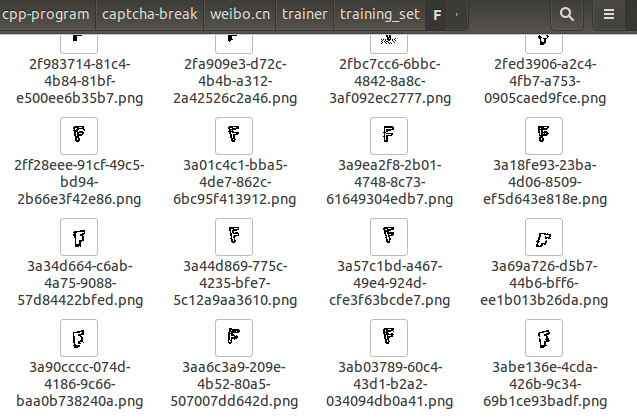 cpp-program captcha-break weibo.cn trainer training_set F
2f983714-81c4-4b84-81bf-e500ee6b35b7.png
2fa909e3-d72c-4b4b-a312-2a42526c2a46.png
2fbc7cc6-6bbc-4842-8a8c-3af092ec2777.png
2fed3906-a2c4-4fb7-a753-0905caed9fce.png
F F F F
2ff28eee-91cf-49c5-bd94-2b66e3f42e86.png
3a01c4c1-bba5-4de7-862c-6bc95f413912.png
3a9ea2f8-2b01-4748-8c73-61649304edb7.png
3a18fe93-23ba-4d06-8509-ef5d643e818e.png
F F F F
3a34d664-c6ab-4a75-9088-57d84422bfed.png
3a44d869-775c-4235-bfe7-5c12a9aa3610.png
3a57c1bd-a467-49e4-924d-cfe3f63bcde7.png
3a69a726-d5b7-44b6-bff6-ee1b013b26da.png
F F F F
3a90cccc-074d-4186-9c66-baa0b738240a.png
3aa6c3a9-209e-4b52-80a5-507007dd642d.png
3ab03789-60c4-43d1-b2a2-034094db0a41.png
3abe136e-4cda-426b-9c34-69b1ce93badf.png